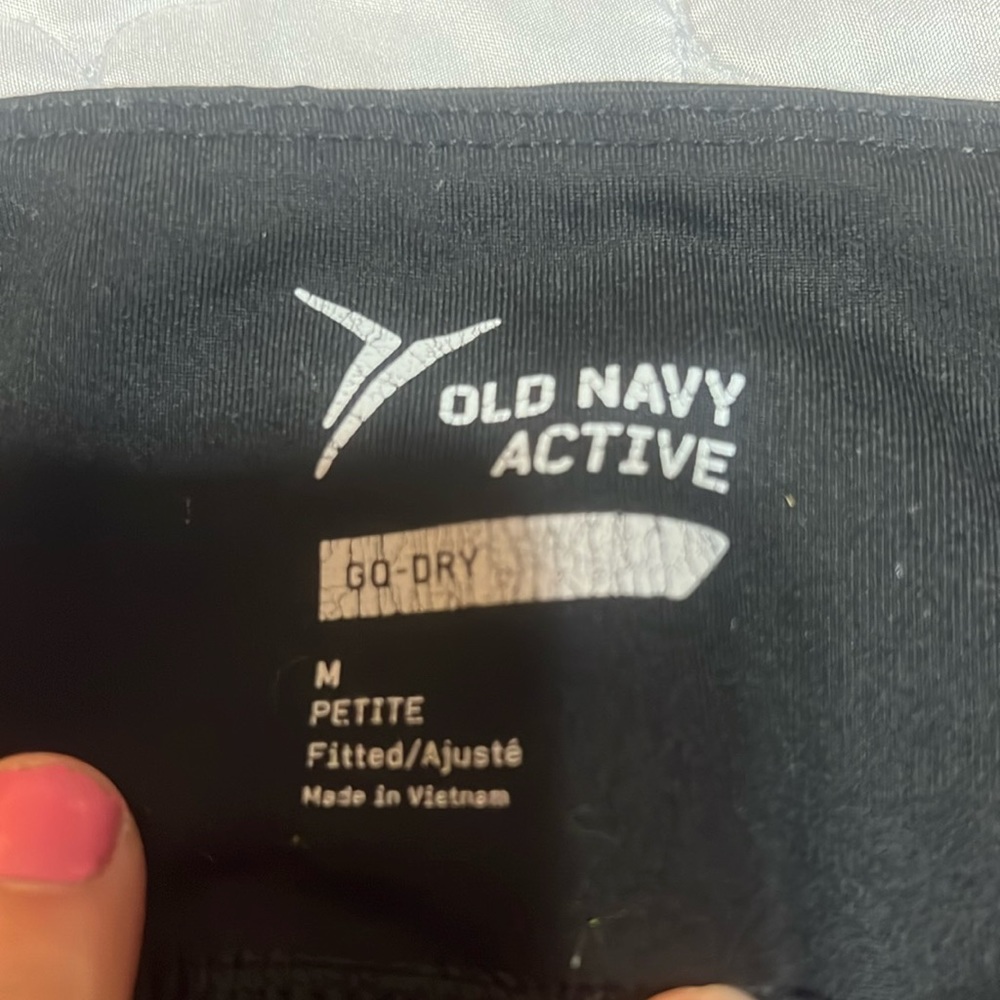 OLD NAVY
ACTIVE
GO-DRY
M
PETITE
Fitted/Ajusté
Made in Vietnam